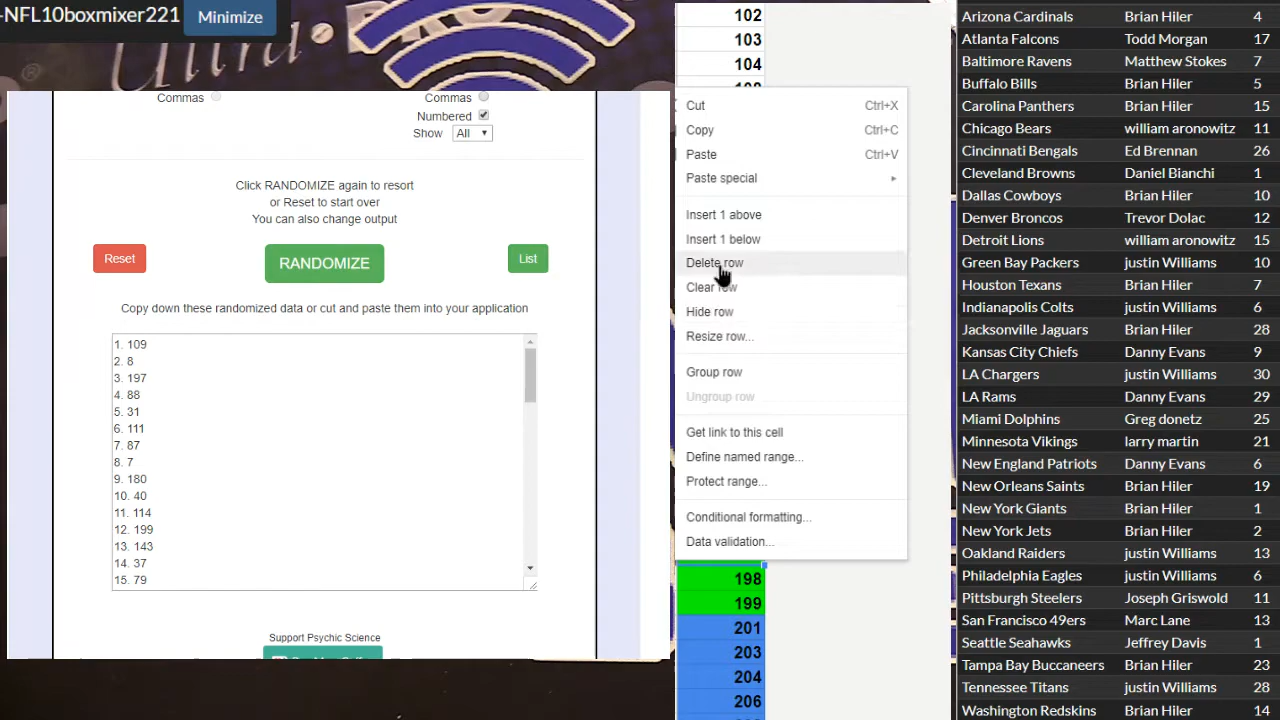 -NFL10boxmixer221
Minimize
Commas
Commas
Numbered
Show
All
Click RANDOMIZE again to resort
or Reset to start over
You can also change output
Reset
RANDOMIZE
List
Copy down these randomized data or cut and paste them into your application
1. 109
2. 8
3. 197
4. 88
5. 31
6. 111
7. 87
8. 7
9. 180
10. 40
11. 114
12. 199
13. 143
14. 37
15. 79
Support Psychic Science
102
103
104
Cut Ctrl+X
Copy Ctrl+C
Paste Ctrl+V
Paste special
Insert 1 above
Insert 1 below
Delete row
Clear row
Hide row
Resize row...
Group row
Ungroup row
Get link to this cell
Define named range...
Protect range...
Conditional formatting...
Data validation...
198
199
201
203
204
206
Arizona Cardinals Brian Hiler 4
Atlanta Falcons Todd Morgan 17
Baltimore Ravens Matthew Stokes 7
Buffalo Bills Brian Hiler 5
Carolina Panthers Brian Hiler 15
Chicago Bears william aronowitz 11
Cincinnati Bengals Ed Brennan 26
Cleveland Browns Daniel Bianchi 1
Dallas Cowboys Brian Hiler 10
Denver Broncos Trevor Dolac 12
Detroit Lions william aronowitz 15
Green Bay Packers justin Williams 10
Houston Texans Brian Hiler 7
Indianapolis Colts justin Williams 6
Jacksonville Jaguars Brian Hiler 28
Kansas City Chiefs Danny Evans 9
LA Chargers justin Williams 30
LA Rams Danny Evans 29
Miami Dolphins Greg donetz 25
Minnesota Vikings larry martin 21
New England Patriots Danny Evans 6
New Orleans Saints Brian Hiler 19
New York Giants Brian Hiler 1
New York Jets Brian Hiler 2
Oakland Raiders justin Williams 13
Philadelphia Eagles justin Williams 6
Pittsburgh Steelers Joseph Griswold 11
San Francisco 49ers Marc Lath 13
Seattle Seahawks Jeffrey Davis 1
Tampa Bay Buccaneers Brian Hiler 23
Tennessee Titans justin Williams 28
Washington Redskins Brian Hiler 14